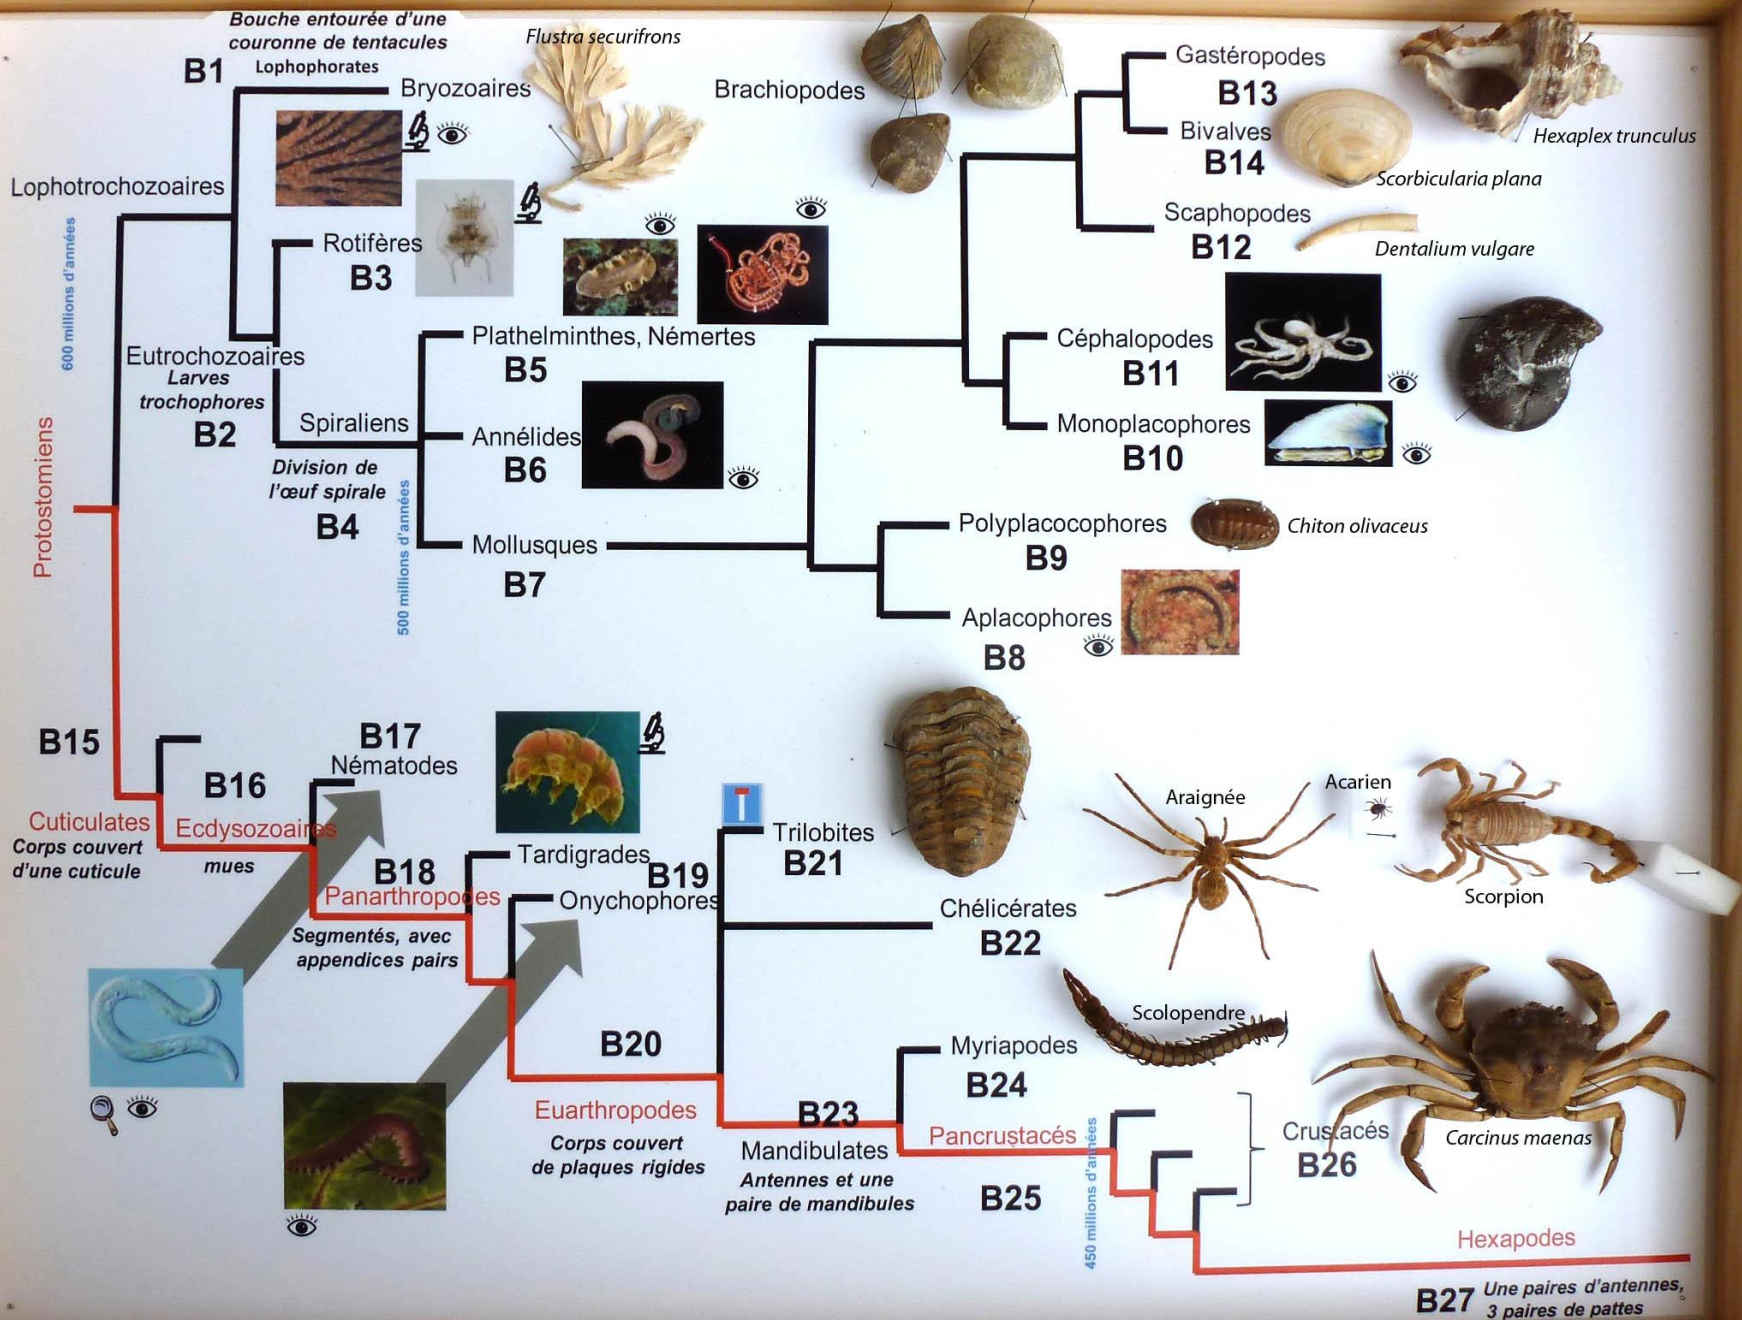 Bouche entourée d'une
couronne de tentacules
Lophophorates
B1
Bryozoaires
Flustra securifrons
Brachiopodes
Gastéropodes
B13
Hexaplex trunculus
Bivalves
B14
Scorbicularia plana
Scaphopodes
B12
Dentalium vulgare
Lophotrochozoaires
600 millions d'années
Rotifères
B3
Eutrochozoaires
Larves
trochophores
B2
Plathelminthes, Némertes
B5
Spiraliens
Division de
l'œuf spirale
B4
500 millions d'années
Annélides
B6
Mollusques
B7
Céphalopodes
B11
Monoplacophores
B10
Polyplacocophores
B9
Chiton olivaceus
Aplacophores
B8
Protostomiens
B15
Cuticulates
Corps couvert
d'une cuticule
B16
Ecdysozoaires
mues
B17
Nématodes
B18
Panarthropodes
Segmentés, avec
appendices pairs
Tardigrades
B19
Onychophores
Trilobites
B21
Araignée
Acarien
Scorpion
Chélicérates
B22
B20
Euarthropodes
Corps couvert
de plaques rigides
Scolopendre
Myriapodes
B24
B23
Mandibulates
Antennes et une
paire de mandibules
Pancrustacés
B25
450 millions d'années
Crustacés
B26
Carcinus maenas
Hexapodes
B27
Une paires d'antennes,
3 paires de pattes